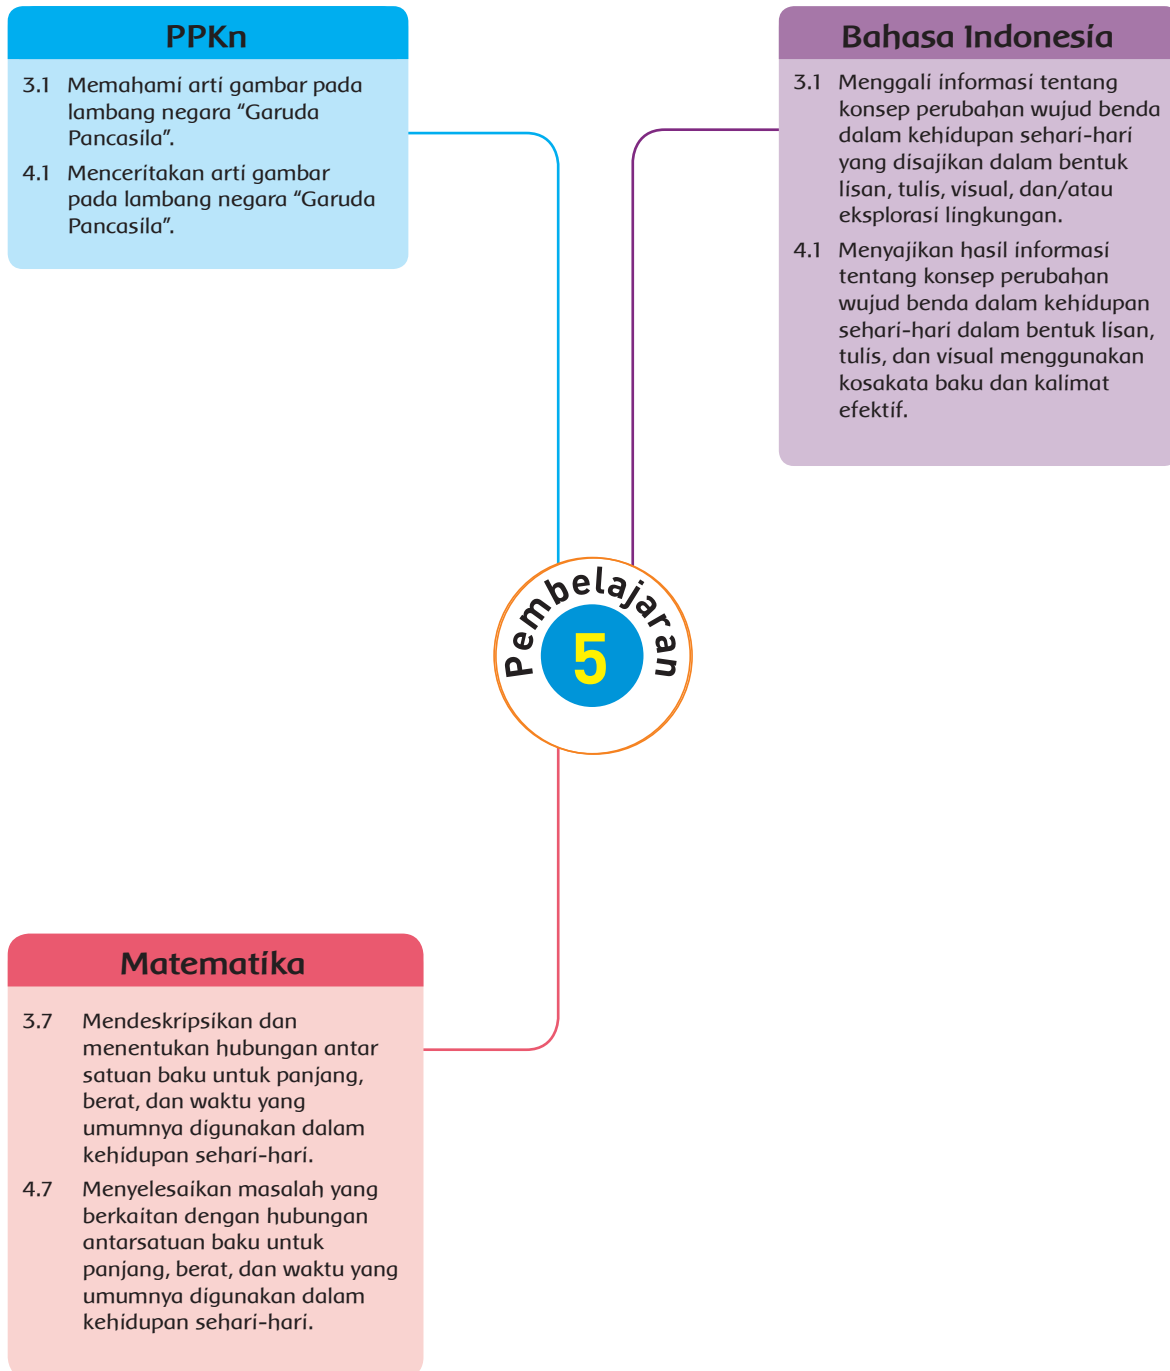 PPKn
3.1 Memahami arti gambar pada
lambang negara “Garuda
Pancasila”.
4.1 Menceritakan arti gambar
pada lambang negara “Garuda
Pancasila”.
Bahasa Indonesia
3.1 Menggali informasi tentang
konsep perubahan wujud benda
dalam kehidupan sehari-hari
yang disajikan dalam bentuk
lisan, tulis, visual, dan/atau
eksplorasi lingkungan.
4.1 Menyajikan hasil informasi
tentang konsep perubahan
wujud benda dalam kehidupan
sehari-hari dalam bentuk lisan,
tulis, dan visual menggunakan
kosakata baku dan kalimat
efektif.
Pembelajaran
5
Matematika
3.7 Mendeskripsikan dan
menentukan hubungan antar
satuan baku untuk panjang,
berat, dan waktu yang
umumnya digunakan dalam
kehidupan sehari-hari.
4.7 Menyelesaikan masalah yang
berkaitan dengan hubungan
antarsatuan baku untuk
panjang, berat, dan waktu yang
umumnya digunakan dalam
kehidupan sehari-hari.